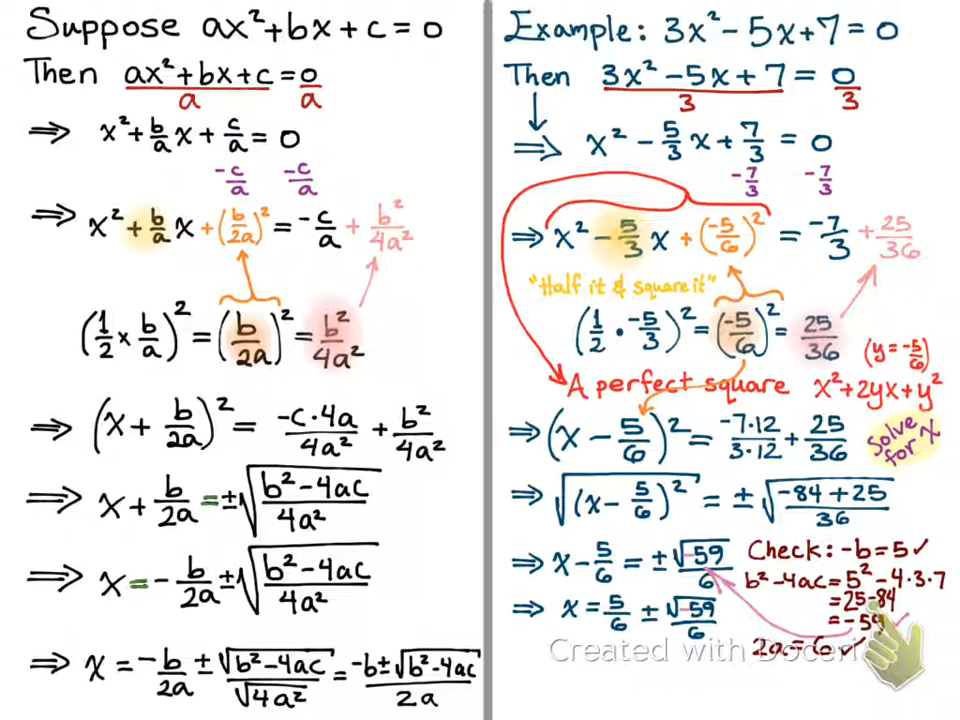 Suppose ax²+bx+c=0
Then ax²+bx+c/a = 0/a
⟹ x²+b/a x+c/a=0
-c/a -c/a
⟹ x²+b/a x+(b/2a)²=-c/a+b²/4a²
(1/2×b/a)²=(b/2a)²=b²/4a²
⟹ (x+b/2a)²=-c·4a/4a²+b²/4a²
⟹ x+b/2a=±√(b²-4ac/4a²)
⟹ x=-b/2a±√(b²-4ac/4a²)
⟹ x=-b/2a±√b²-4ac/√4a²=-b±√b²-4ac/2a
Example: 3x²-5x+7=0
Then 3x²-5x+7/3=0/3
⟹ x²-5/3x+7/3=0
-7/3 -7/3
⟹ x²-5/3x+(-5/6)²=-7/3+25/36
"Half it & square it"
(1/2·-5/3)²=(-5/6)²=25/36
(y=-5/6)
A perfect square x²+2yx+y²
⟹ (x-5/6)²=-7·12/3·12+25/36
Solve for x
⟹ √(x-5/6)²=±√(-84+25/36)
⟹ x-5/6=±√-59/6
⟹ x=5/6±√-59/6
Check: -b=5✓
b²-4ac=5²-4·3·7
=25-84
=-59 ✓
2a=6✓
Created with